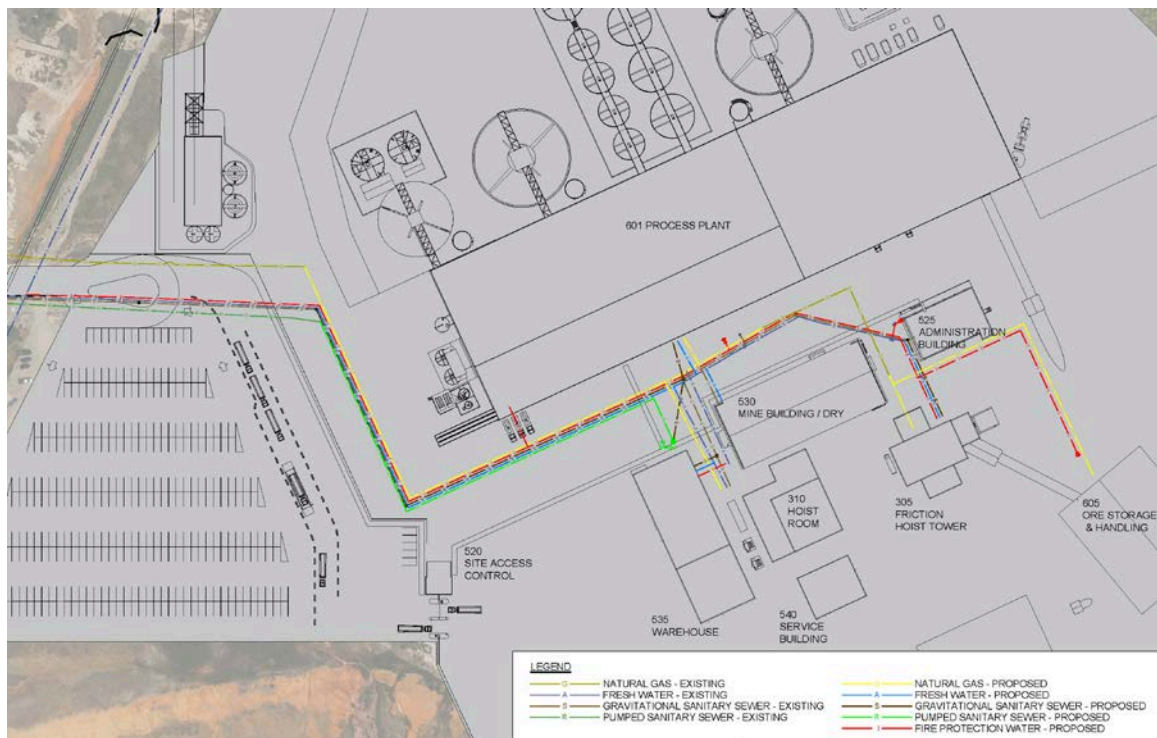 601 PROCESS PLANT
525
ADMINISTRATION
BUILDING
530
MINE BUILDING / DRY
310
HOIST
ROOM
305
FRICTION
HOIST TOWER
605
ORE STORAGE
& HANDLING
520
SITE ACCESS
CONTROL
535
WAREHOUSE
540
SERVICE
BUILDING
LEGEND
G NATURAL GAS - EXISTING
A FRESH WATER - EXISTING
S GRAVITATIONAL SANITARY SEWER - EXISTING
R PUMPED SANITARY SEWER - EXISTING
NATURAL GAS - PROPOSED
A FRESH WATER - PROPOSED
S GRAVITATIONAL SANITARY SEWER - PROPOSED
R PUMPED SANITARY SEWER - PROPOSED
I FIRE PROTECTION WATER - PROPOSED